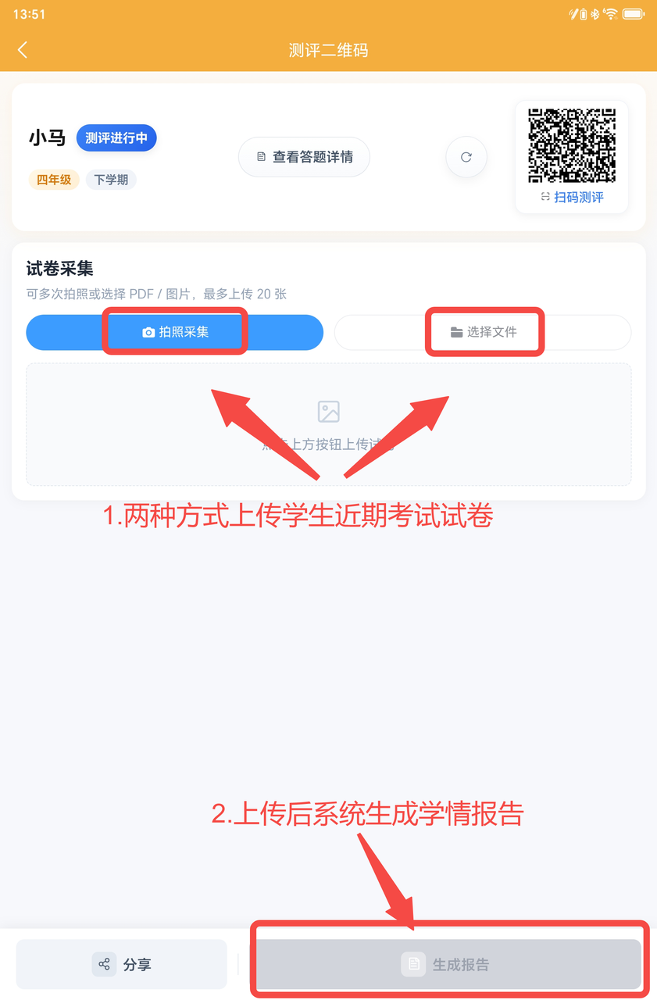 13:51
测评二维码
小马 测评进行中
四年级 下学期
查看答题详情
扫码测评
试卷采集
可多次拍照或选择 PDF / 图片，最多上传 20 张
拍照采集 选择文件
上方按钮上传试
1.两种方式上传学生近期考试试卷
2.上传后系统生成学情报告
分享 生成报告